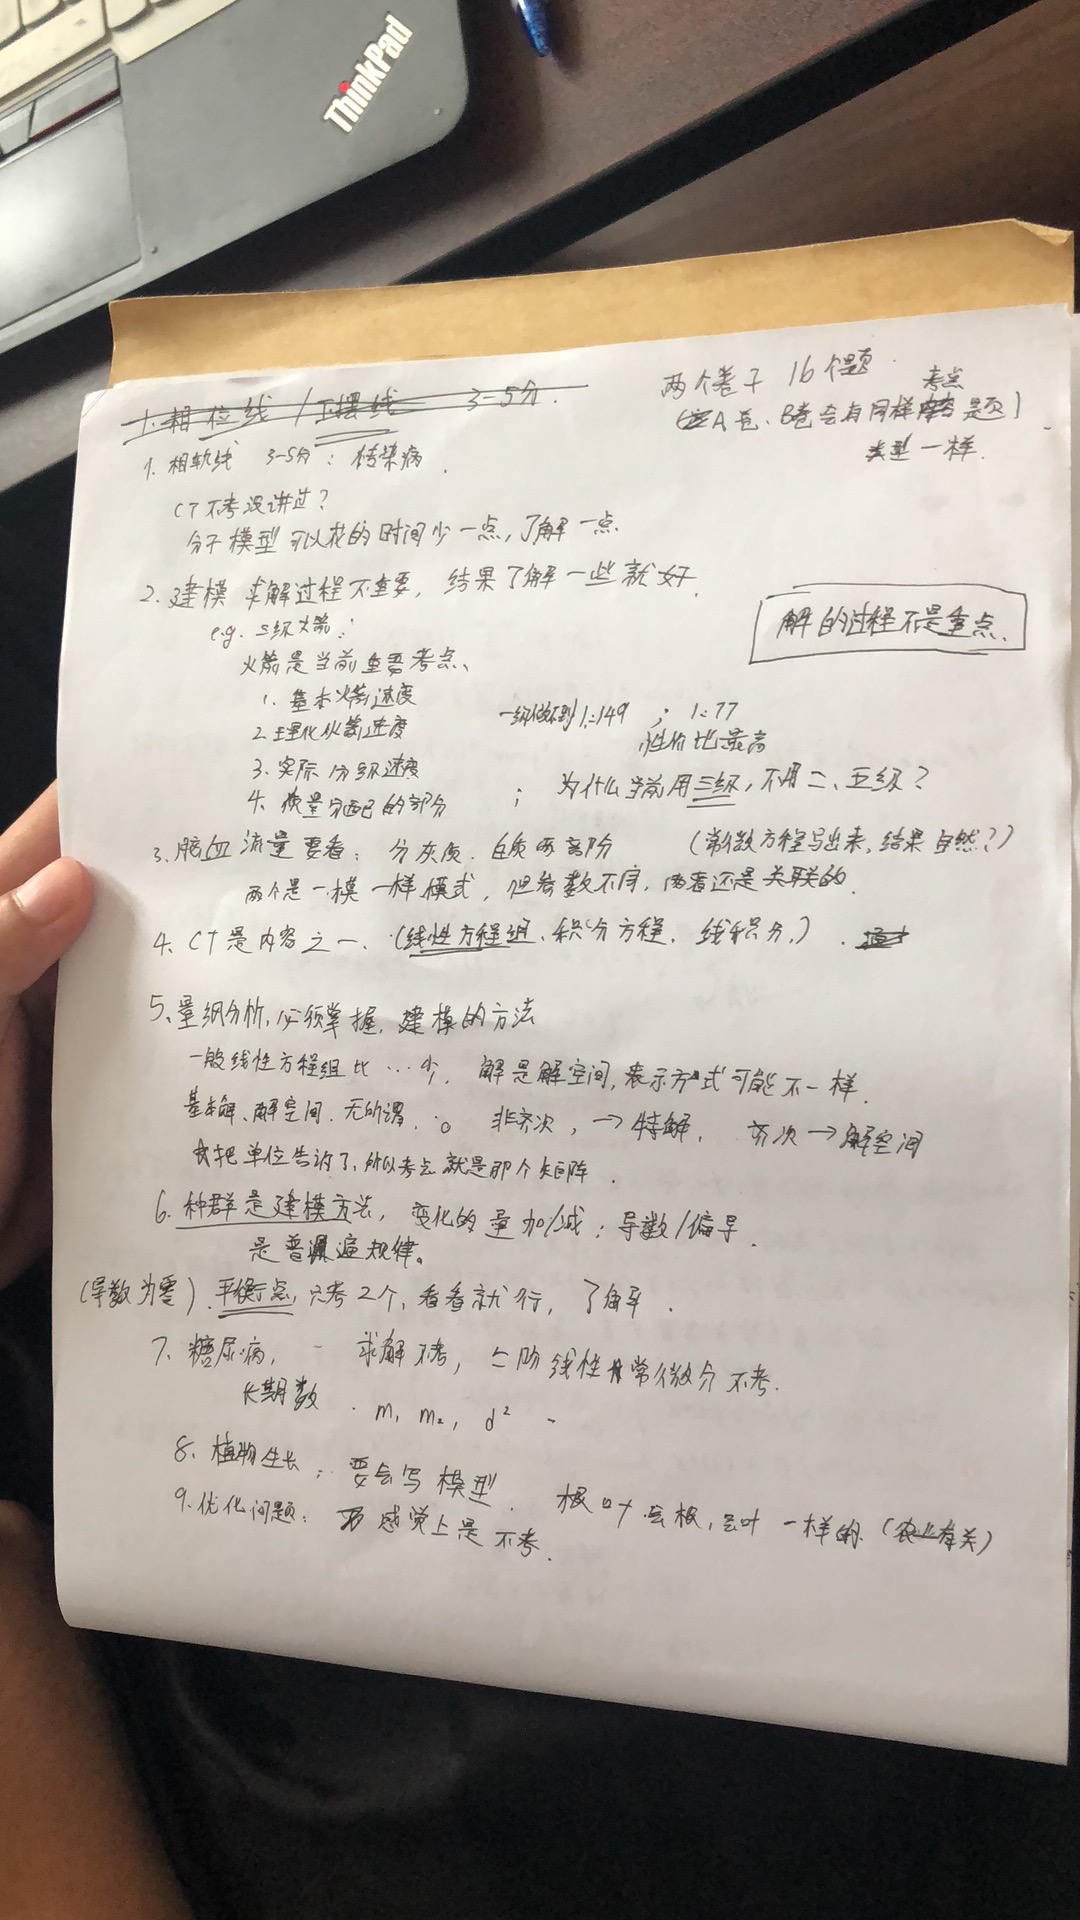 ThinkPad
1. 相位线 / 下摆线 3-5分.
两个卷子 16个题.
考点
(A卷、B卷会有同样 题)
类型一样.
1. 相轨线 3-5分: 传染病.
CT不考没讲过?
分子模型可以花的时间少一点, 了解一点
2. 建模 求解过程不重要, 结果了解一些就好.
解的过程不是重点.
e.g. 三级火箭:
火箭是当前重要考点、
1. 基本火箭速度
一级做不到 1:149 ; 1:77
2. 理化火箭速度
性价比最高
3. 实际分级速度
4. 质量分配的部分 ; 为什么当前用三级, 不用二、五级?
3. 脑血流量要看: 分灰质、白质两部分 (常微方程写出来, 结果自然?)
两个是一模一样模式, 但参数不同, 两者还是关联的.
4、CT是内容之一. (线性方程组、积分方程、线积分.)
5、量纲分析, 必须掌握, 建模的方法
一般线性方程组比…少, 解是解空间, 表示方式可能不一样.
基本解、解空间. 无所谓. 。 非齐次, → 特解. 齐次 → 解空间
把单位告诉了, 所以考点就是那个矩阵.
6. 种群是建模方法, 变化的量加/减; 导数/偏导.
是普遍规律。
(导数为零) 平衡点, 只考2个, 看看就行, 了解.
7、糖尿病, - 求解不考, 二阶线性常微分不考.
长期数 . m₁ m₂, d²
8. 植物生长; 要会写模型. 根叶 会根, 会叶 一样的 (农业有关)
9. 优化问题: 感觉上是不考.